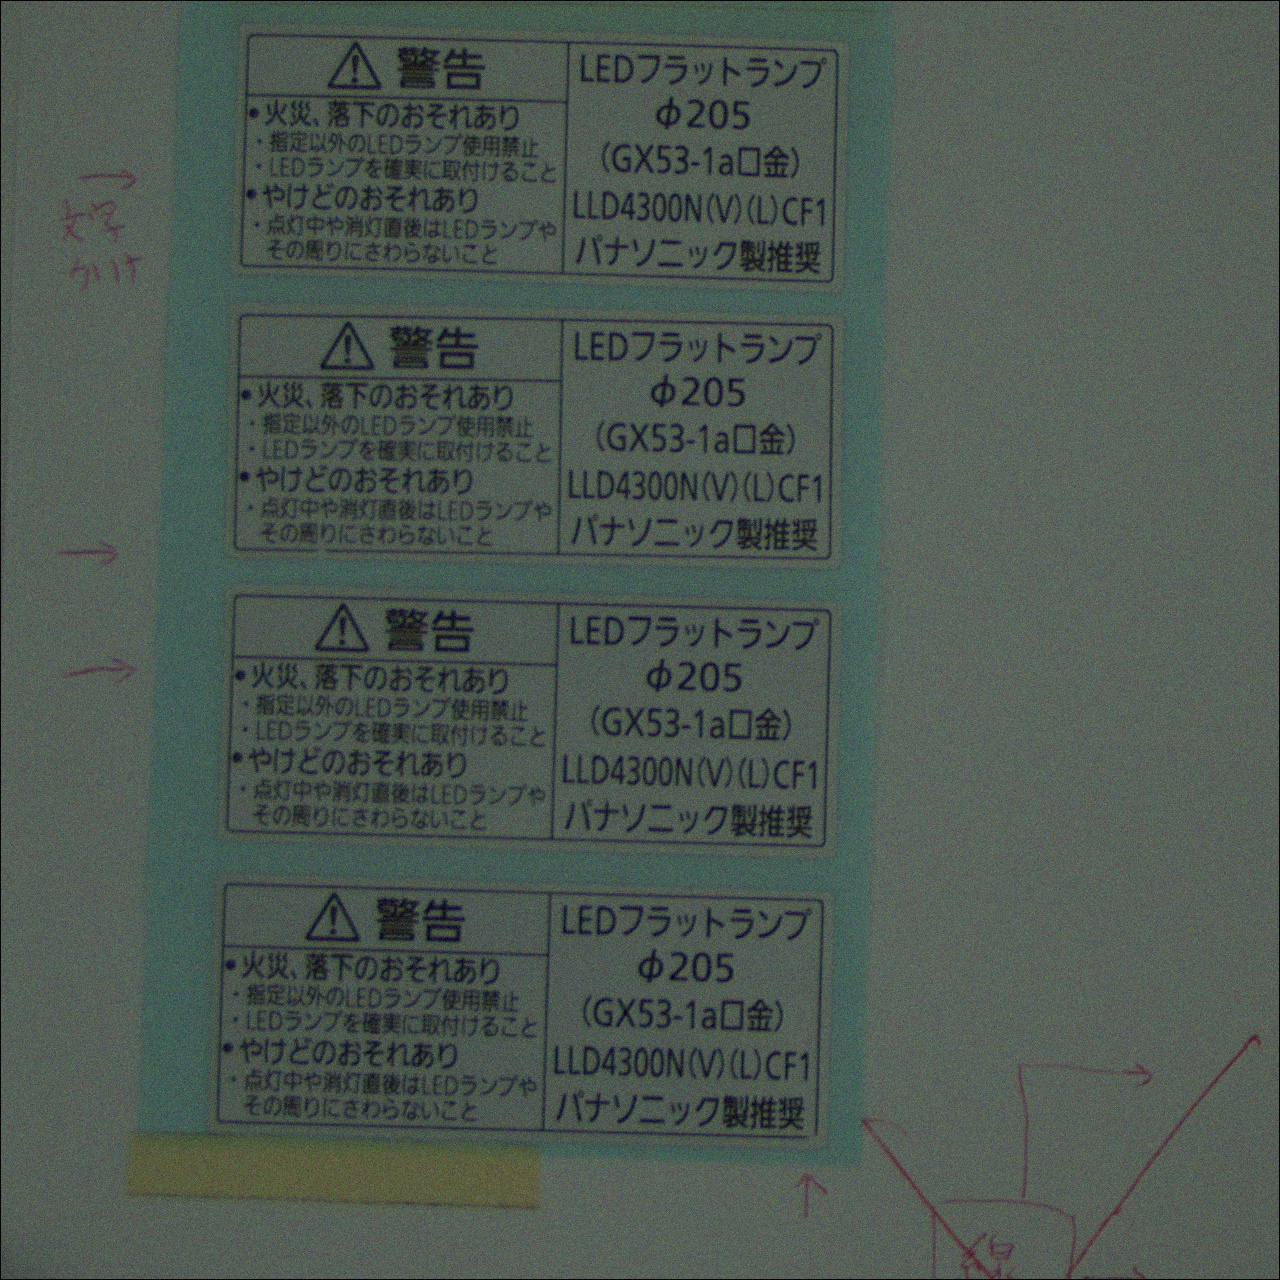 ⚠ 警告
●火災、落下のおそれあり
・指定以外のLEDランプ使用禁止
・LEDランプを確実に取付けること
●やけどのおそれあり
・点灯中や消灯直後はLEDランプや
その周りにさわらないこと
LEDフラットランプ
φ205
(GX53-1a口金)
LLD4300N(V)(L)CF1
パナソニック製推奨
⚠ 警告
●火災、落下のおそれあり
・指定以外のLEDランプ使用禁止
・LEDランプを確実に取付けること
●やけどのおそれあり
・点灯中や消灯直後はLEDランプや
その周りにさわらないこと
LEDフラットランプ
φ205
(GX53-1a口金)
LLD4300N(V)(L)CF1
パナソニック製推奨
⚠ 警告
●火災、落下のおそれあり
・指定以外のLEDランプ使用禁止
・LEDランプを確実に取付けること
●やけどのおそれあり
・点灯中や消灯直後はLEDランプや
その周りにさわらないこと
LEDフラットランプ
φ205
(GX53-1a口金)
LLD4300N(V)(L)CF1
パナソニック製推奨
⚠ 警告
●火災、落下のおそれあり
・指定以外のLEDランプ使用禁止
・LEDランプを確実に取付けること
●やけどのおそれあり
・点灯中や消灯直後はLEDランプや
その周りにさわらないこと
LEDフラットランプ
φ205
(GX53-1a口金)
LLD4300N(V)(L)CF1
パナソニック製推奨
文字
カケ
線